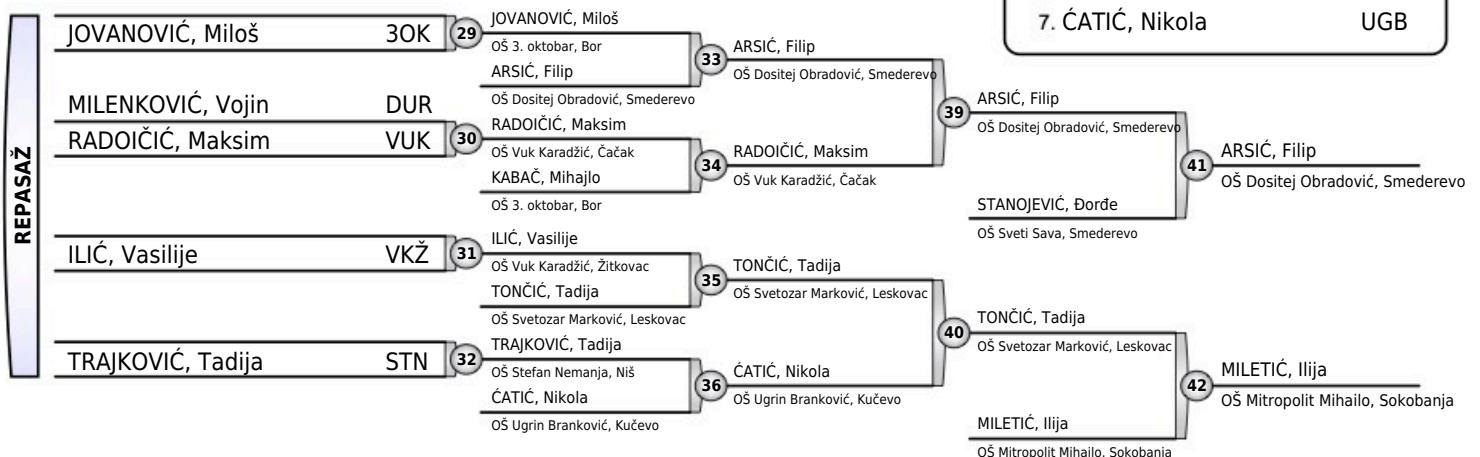 7. ĆATIĆ, Nikola UGB
REPASAŽ
JOVANOVIĆ, Miloš 3OK
MILENKOVIĆ, Vojin DUR
RADOIČIĆ, Maksim VUK
ILIĆ, Vasilije VKŽ
TRAJKOVIĆ, Tadija STN
29
JOVANOVIĆ, Miloš
OŠ 3. oktobar, Bor
ARSIĆ, Filip
OŠ Dositej Obradović, Smederevo
30
RADOIČIĆ, Maksim
OŠ Vuk Karadžić, Čačak
KABAČ, Mihajlo
OŠ 3. oktobar, Bor
31
ILIĆ, Vasilije
OŠ Vuk Karadžić, Žitkovac
TONČIĆ, Tadija
OŠ Svetozar Marković, Leskovac
32
TRAJKOVIĆ, Tadija
OŠ Stefan Nemanja, Niš
ĆATIĆ, Nikola
OŠ Ugrin Branković, Kučevo
33
ARSIĆ, Filip
OŠ Dositej Obradović, Smederevo
34
RADOIČIĆ, Maksim
OŠ Vuk Karadžić, Čačak
35
TONČIĆ, Tadija
OŠ Svetozar Marković, Leskovac
36
ĆATIĆ, Nikola
OŠ Ugrin Branković, Kučevo
39
ARSIĆ, Filip
OŠ Dositej Obradović, Smederevo
STANOJEVIĆ, Đorđe
OŠ Sveti Sava, Smederevo
40
TONČIĆ, Tadija
OŠ Svetozar Marković, Leskovac
MILETIĆ, Ilija
OŠ Mitropolit Mihailo, Sokobanja
41
ARSIĆ, Filip
OŠ Dositej Obradović, Smederevo
42
MILETIĆ, Ilija
OŠ Mitropolit Mihailo, Sokobanja